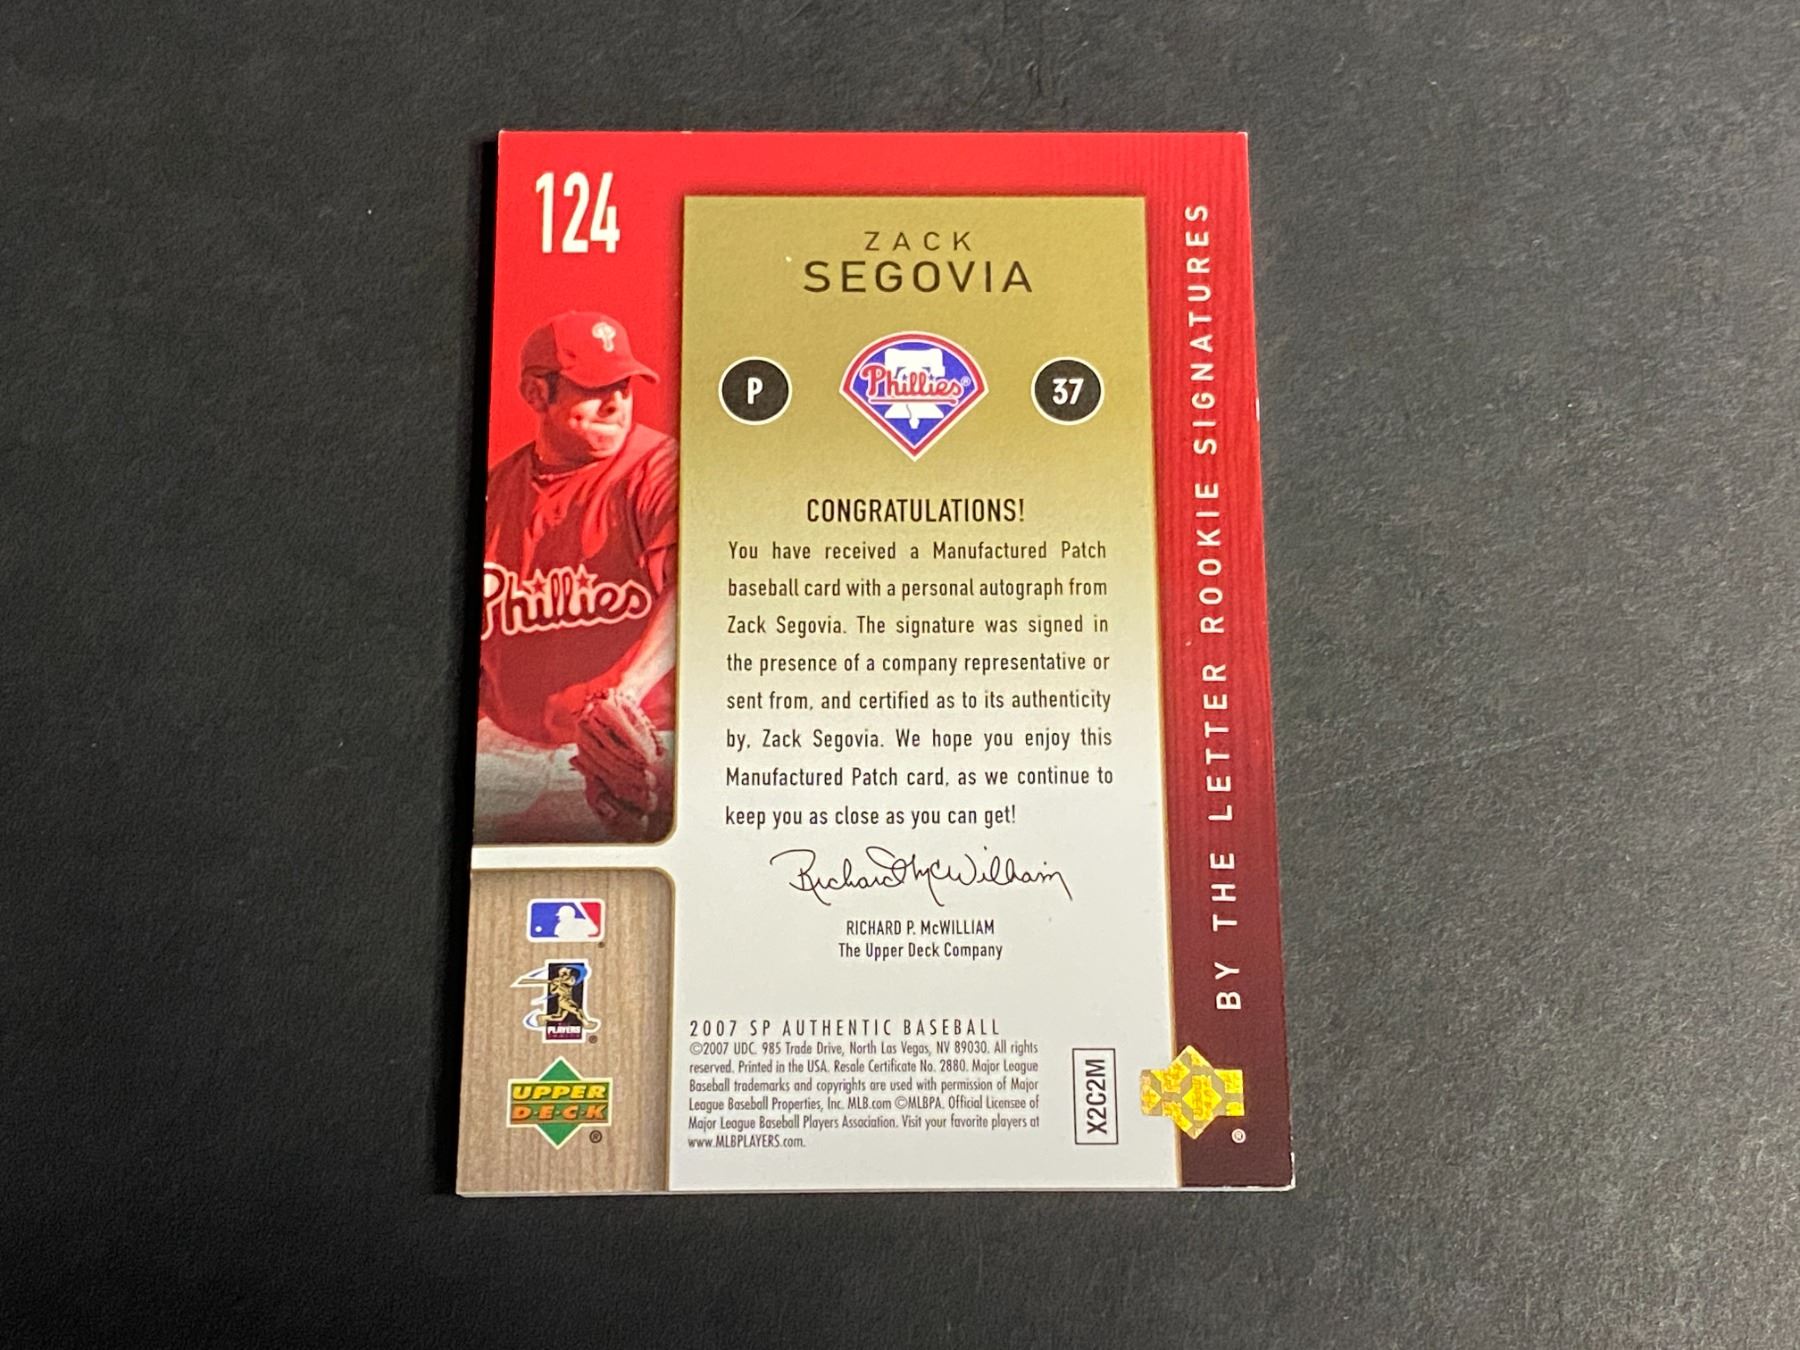 124
ZACK
SEGOVIA
P
Phillies
37
CONGRATULATIONS!
You have received a Manufactured Patch
baseball card with a personal autograph from
Zack Segovia. The signature was signed in
the presence of a company representative or
sent from, and certified as to its authenticity
by, Zack Segovia. We hope you enjoy this
Manufactured Patch card, as we continue to
keep you as close as you can get!
Richard McWilliam
RICHARD P. McWILLIAM
The Upper Deck Company
2007 SP AUTHENTIC BASEBALL
©2007 UDC. 985 Trade Drive, North Las Vegas, NV 89030. All rights
reserved. Printed in the USA. Resale Certificate No. 2880. Major League
Baseball trademarks and copyrights are used with permission of Major
League Baseball Properties, Inc. MLB.com ©MLBPA. Official Licensee of
Major League Baseball Players Association. Visit your favorite players at
www.MLBPLAYERS.com.
X2C2M
BY THE LETTER ROOKIE SIGNATURES
Phillies
P
PLAYERS
UPPER
DECK
®